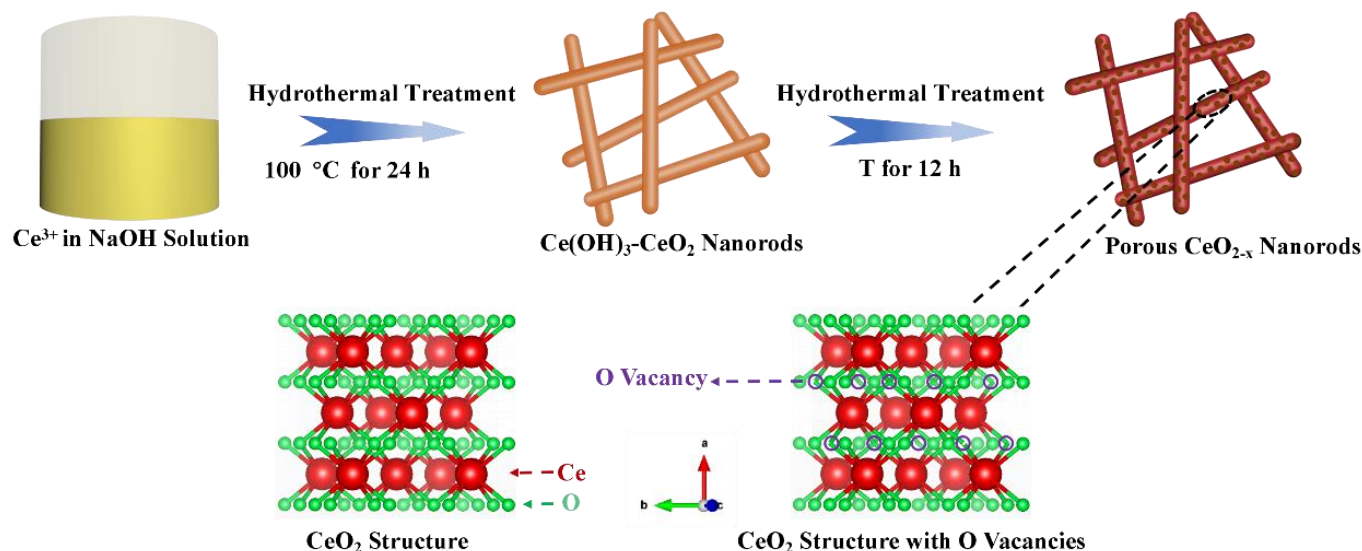 Hydrothermal Treatment
100 °C for 24 h
Hydrothermal Treatment
T for 12 h
Ce³⁺ in NaOH Solution
Ce(OH)₃-CeO₂ Nanorods
Porous CeO₂₋ₓ Nanorods
O Vacancy
Ce
O
a
b
c
CeO₂ Structure
CeO₂ Structure with O Vacancies